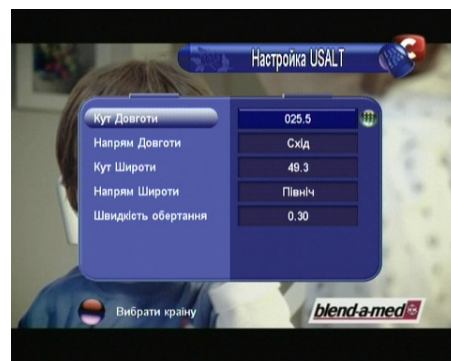 Настройка USALT
Кут Довготи 025.5
Напрям Довготи Схід
Кут Широти 49.3
Напрям Широти Північ
Швидкість обертання 0.30
Вибрати країну
blend-a-med